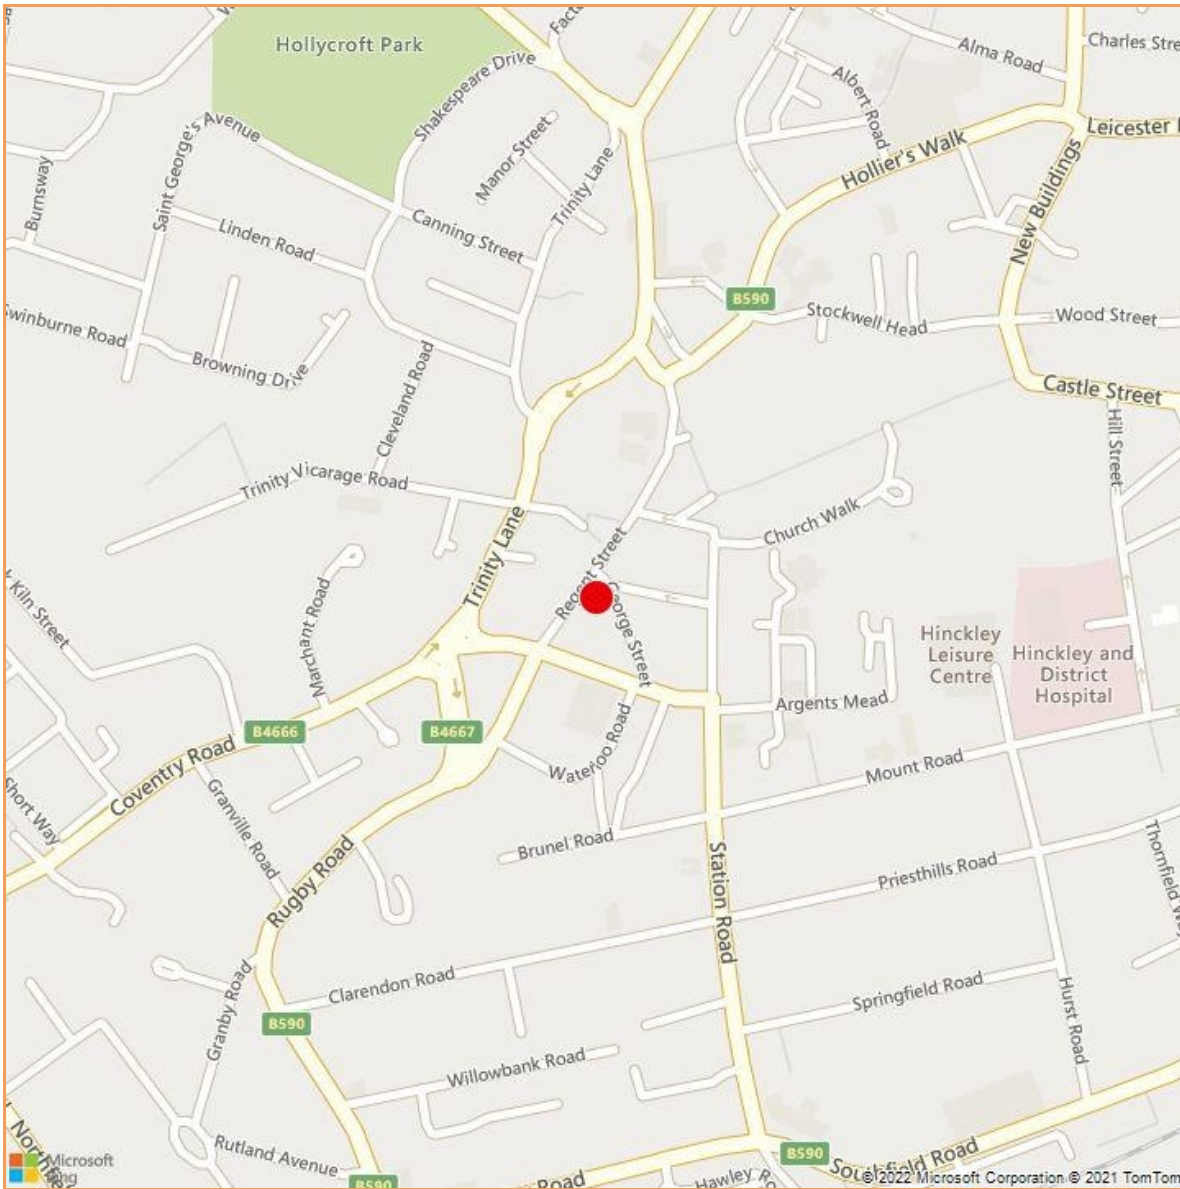 Hollycroft Park
Shakespeare Drive
Alma Road
Charles Stre
Albert Road
Leicester
Saint George's Avenue
Manor Street
Trinity Lane
Hollier's Walk
New Buildings
Burnsway
Linden Road
Canning Street
B590
Stockwell Head
Wood Street
Swinburne Road
Browning Drive
Cleveland Road
Castle Street
Hill Street
Trinity Vicarage Road
Trinity Lane
Church Walk
Regent Street
George Street
k Kiln Street
Marchant Road
Hinckley
Leisure
Centre
Hinckley and
District
Hospital
Argents Mead
B4666
B4667
Coventry Road
Waterloo Road
Mount Road
Short Way
Granville Road
Brunel Road
Station Road
Priesthills Road
Thornfield Way
Rugby Road
Clarendon Road
Springfield Road
Granby Road
B590
Hurst Road
Willowbank Road
Rutland Avenue
B590
B590
Southfield Road
Road
Hawley
Microsoft
Bing
© 2022 Microsoft Corporation © 2021 TomTom